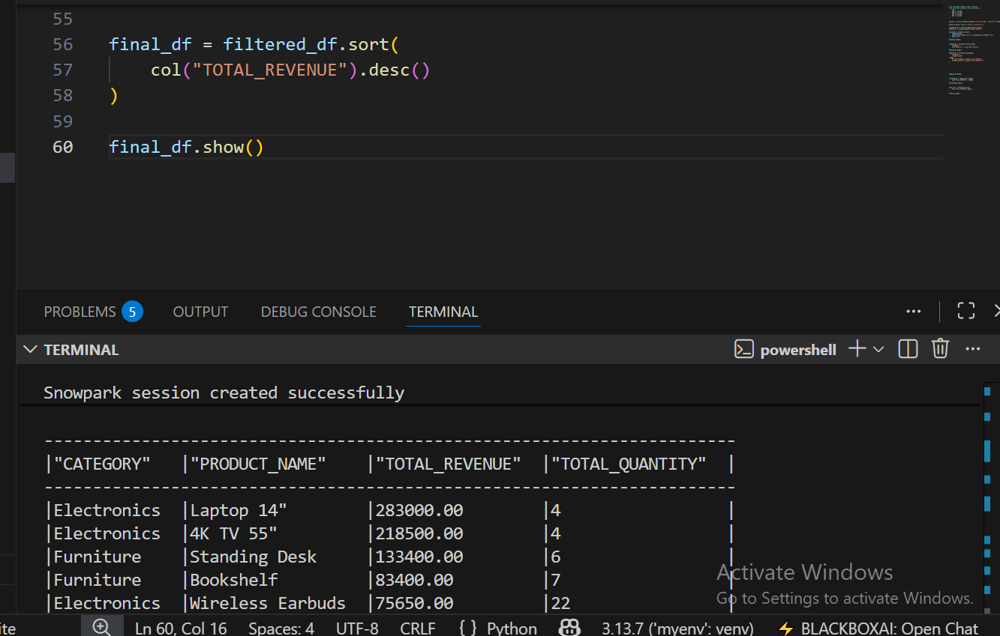 55
56 final_df = filtered_df.sort(
57 col("TOTAL_REVENUE").desc()
58 )
59
60 final_df.show()
PROBLEMS 5 OUTPUT DEBUG CONSOLE TERMINAL ···
TERMINAL powershell ···
Snowpark session created successfully
-----------------------------------------------------------------------
|"CATEGORY" |"PRODUCT_NAME" |"TOTAL_REVENUE" |"TOTAL_QUANTITY" |
-----------------------------------------------------------------------
|Electronics |Laptop 14" |283000.00 |4 |
|Electronics |4K TV 55" |218500.00 |4 |
|Furniture |Standing Desk |133400.00 |6 |
|Furniture |Bookshelf |83400.00 |7 |
|Electronics |Wireless Earbuds |75650.00 |22
Activate Windows
Go to Settings to activate Windows.
ite Ln 60, Col 16 Spaces: 4 UTF-8 CRLF { } Python 3.13.7 ('myenv': venv) BLACKBOXAI: Open Chat